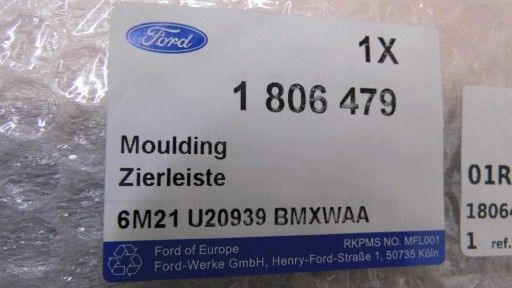 Ford
1X
1 806 479
Moulding
Zierleiste
6M21 U20939 BMXWAA
Ford of Europe
RKPMS NO. MFL001
Ford-Werke GmbH, Henry-Ford-Straße 1, 50735 Köln
01R
18064
1 ref.